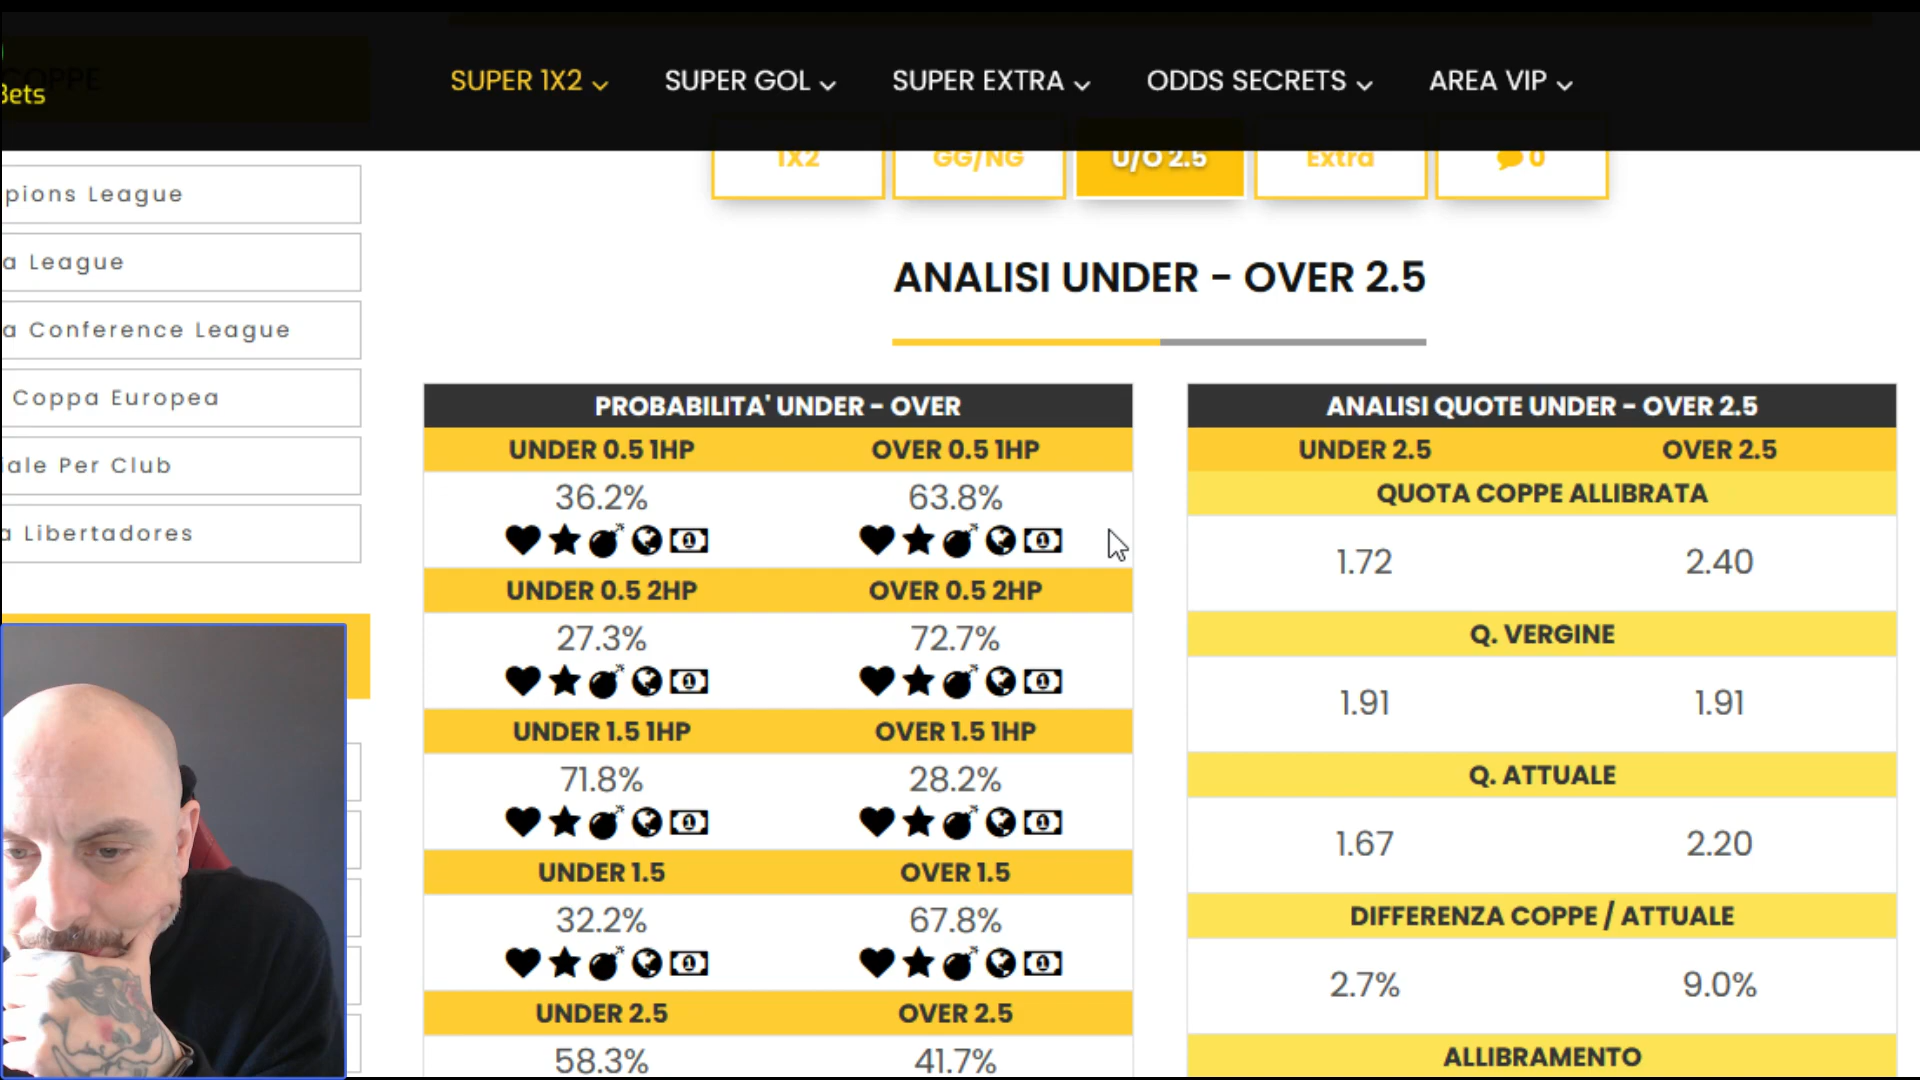 COPPE
Bets
SUPER 1X2
SUPER GOL
SUPER EXTRA
ODDS SECRETS
AREA VIP
1X2
GG/NG
U/O 2.5
Extra
0
pions League
a League
a Conference League
Coppa Europea
iale Per Club
a Libertadores
ANALISI UNDER - OVER 2.5
PROBABILITA' UNDER - OVER
UNDER 0.5 1HP OVER 0.5 1HP
36.2% 63.8%
UNDER 0.5 2HP OVER 0.5 2HP
27.3% 72.7%
UNDER 1.5 1HP OVER 1.5 1HP
71.8% 28.2%
UNDER 1.5 OVER 1.5
32.2% 67.8%
UNDER 2.5 OVER 2.5
58.3% 41.7%
ANALISI QUOTE UNDER - OVER 2.5
UNDER 2.5 OVER 2.5
QUOTA COPPE ALLIBRATA
1.72 2.40
Q. VERGINE
1.91 1.91
Q. ATTUALE
1.67 2.20
DIFFERENZA COPPE / ATTUALE
2.7% 9.0%
ALLIBRAMENTO